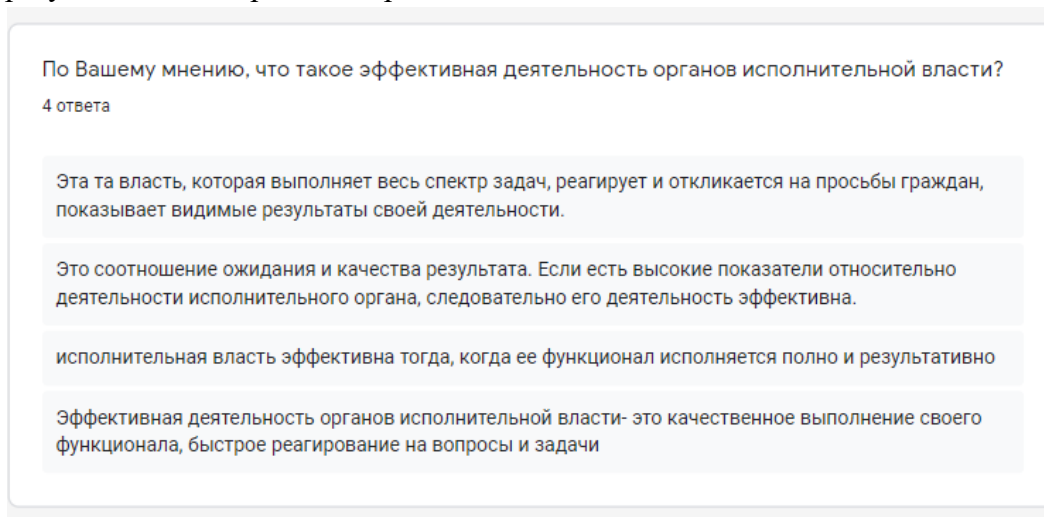 По Вашему мнению, что такое эффективная деятельность органов исполнительной власти?
4 ответа
Эта та власть, которая выполняет весь спектр задач, реагирует и откликается на просьбы граждан,
показывает видимые результаты своей деятельности.
Это соотношение ожидания и качества результата. Если есть высокие показатели относительно
деятельности исполнительного органа, следовательно его деятельность эффективна.
исполнительная власть эффективна тогда, когда ее функционал исполняется полно и результативно
Эффективная деятельность органов исполнительной власти- это качественное выполнение своего
функционала, быстрое реагирование на вопросы и задачи